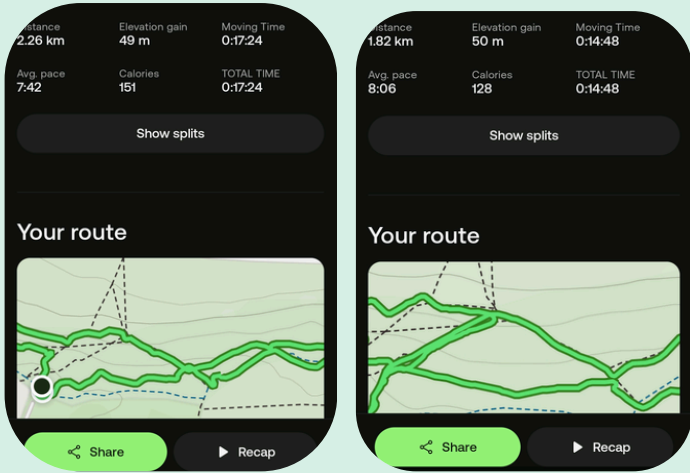 Distance Elevation gain Moving Time
2.26 km 49 m 0:17:24
Avg. pace Calories TOTAL TIME
7:42 151 0:17:24
Show splits
Your route
Share Recap
istance Elevation gain Moving Time
1.82 km 50 m 0:14:48
Avg. pace Calories TOTAL TIME
8:06 128 0:14:48
Show splits
Your route
Share Recap